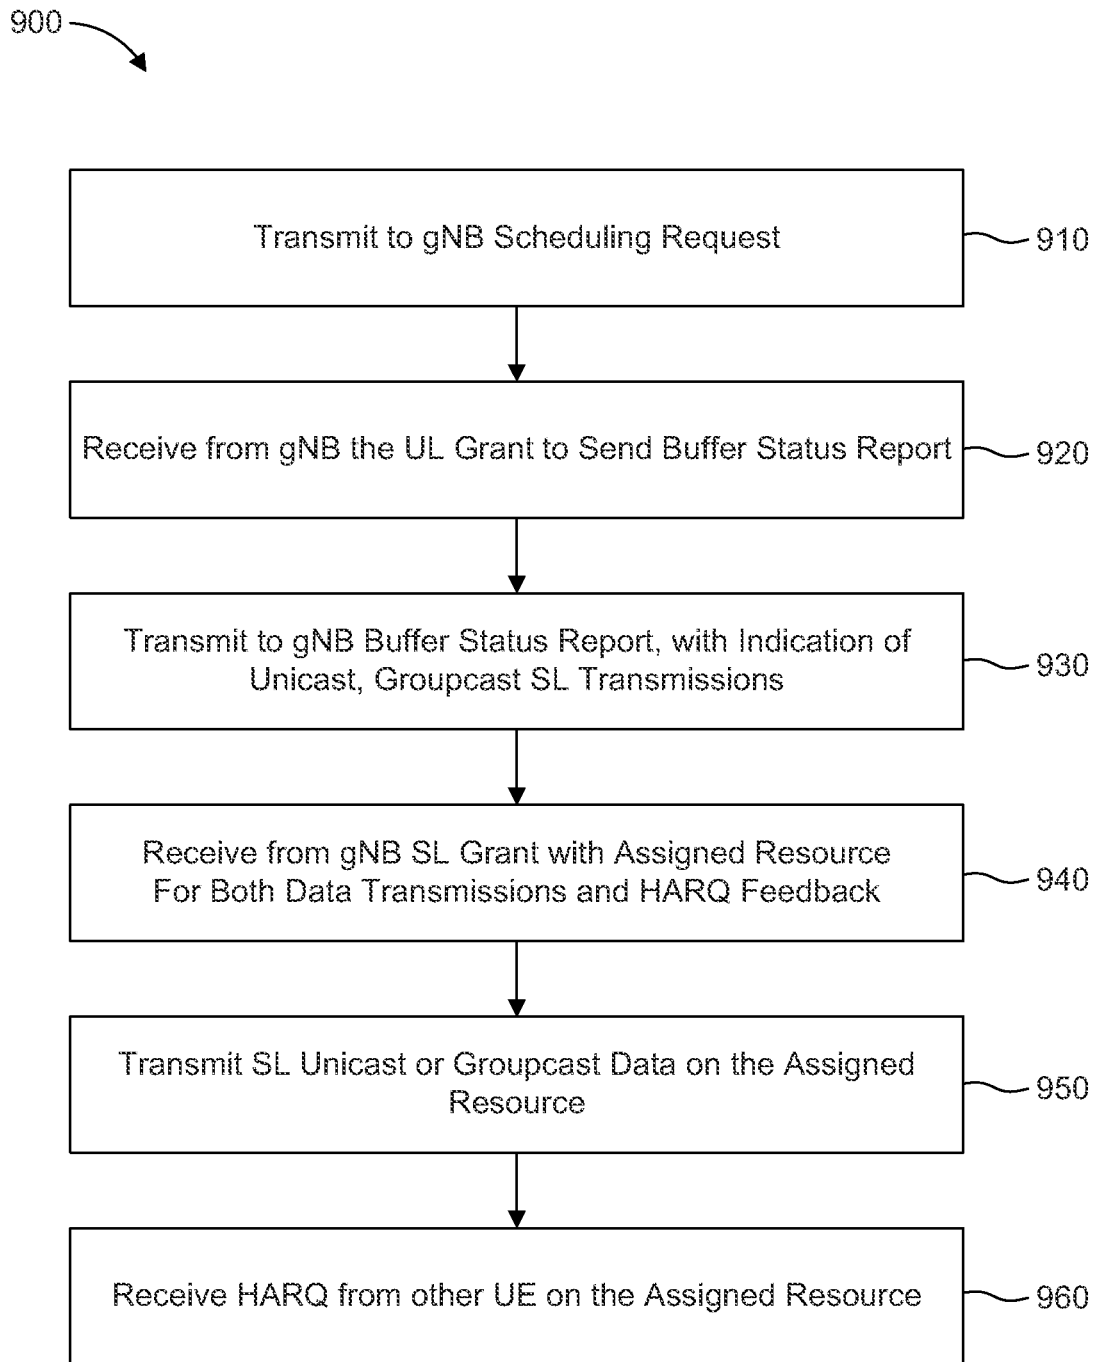 900
Transmit to gNB Scheduling Request
910
Receive from gNB the UL Grant to Send Buffer Status Report
920
Transmit to gNB Buffer Status Report, with Indication of
Unicast, Groupcast SL Transmissions
930
Receive from gNB SL Grant with Assigned Resource
For Both Data Transmissions and HARQ Feedback
940
Transmit SL Unicast or Groupcast Data on the Assigned
Resource
950
Receive HARQ from other UE on the Assigned Resource
960